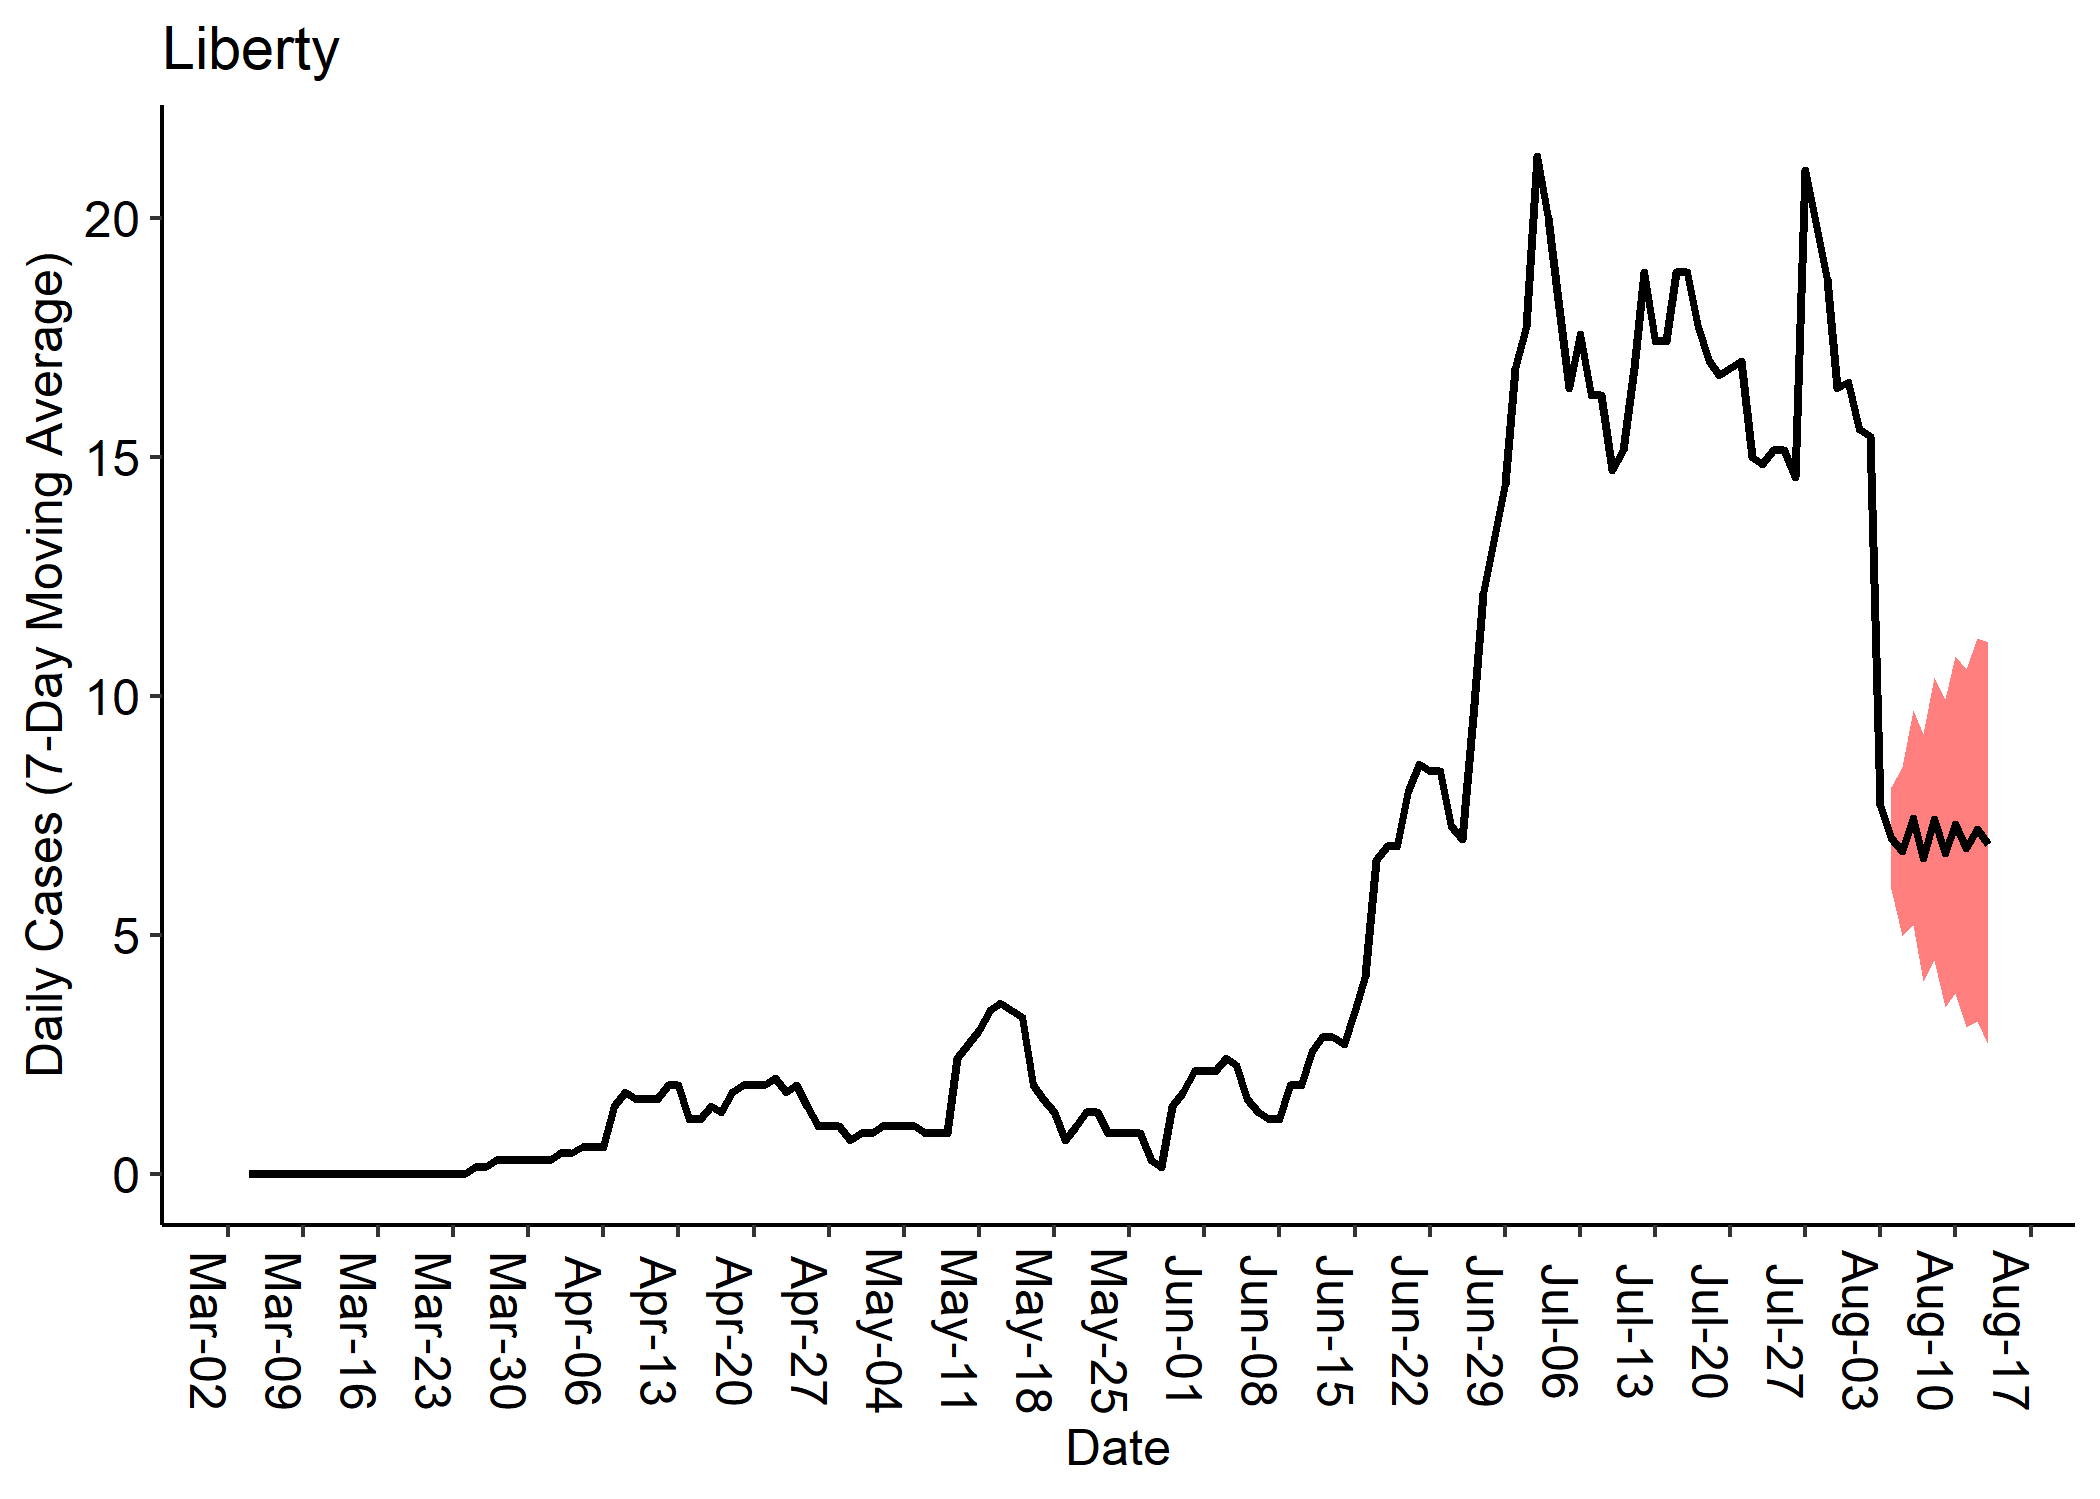 Liberty
Daily Cases (7-Day Moving Average)
20
15
10
5
0
Mar-02
Mar-09
Mar-16
Mar-23
Mar-30
Apr-06
Apr-13
Apr-20
Apr-27
May-04
May-11
May-18
May-25
Jun-01
Jun-08
Jun-15
Jun-22
Jun-29
Jul-06
Jul-13
Jul-20
Jul-27
Aug-03
Aug-10
Aug-17
Date